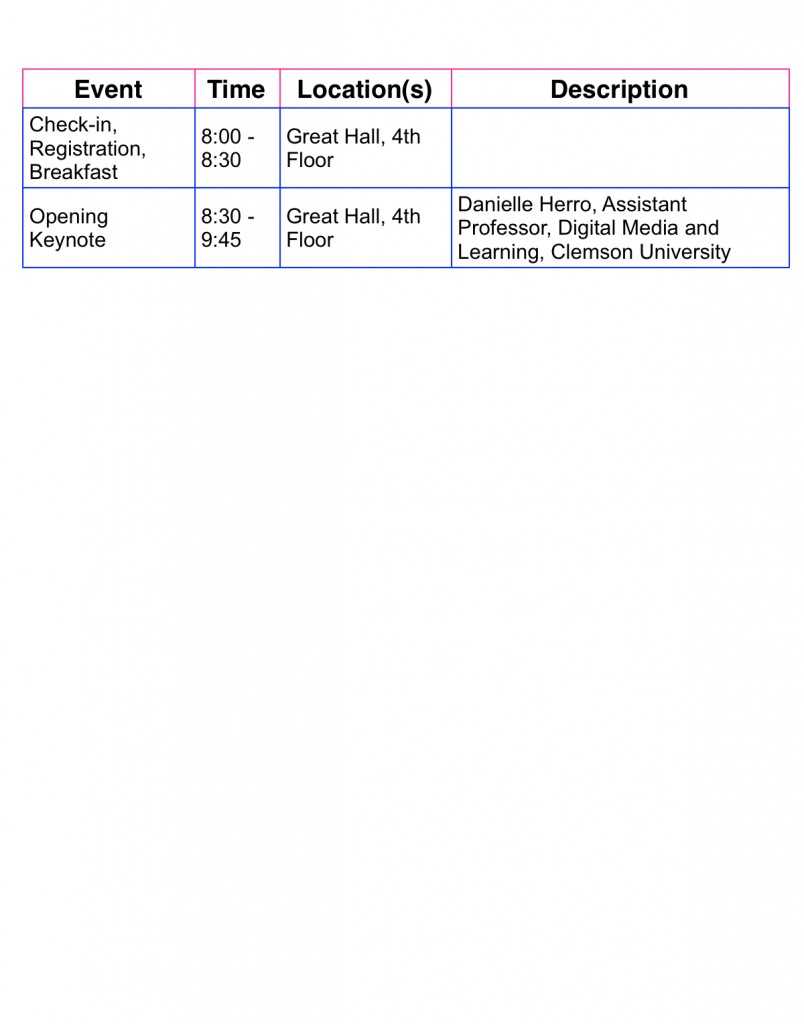 Event Time Location(s) Description
Check-in,
Registration,
Breakfast
8:00 -
8:30
Great Hall, 4th
Floor
Opening
Keynote
8:30 -
9:45
Great Hall, 4th
Floor
Danielle Herro, Assistant
Professor, Digital Media and
Learning, Clemson University